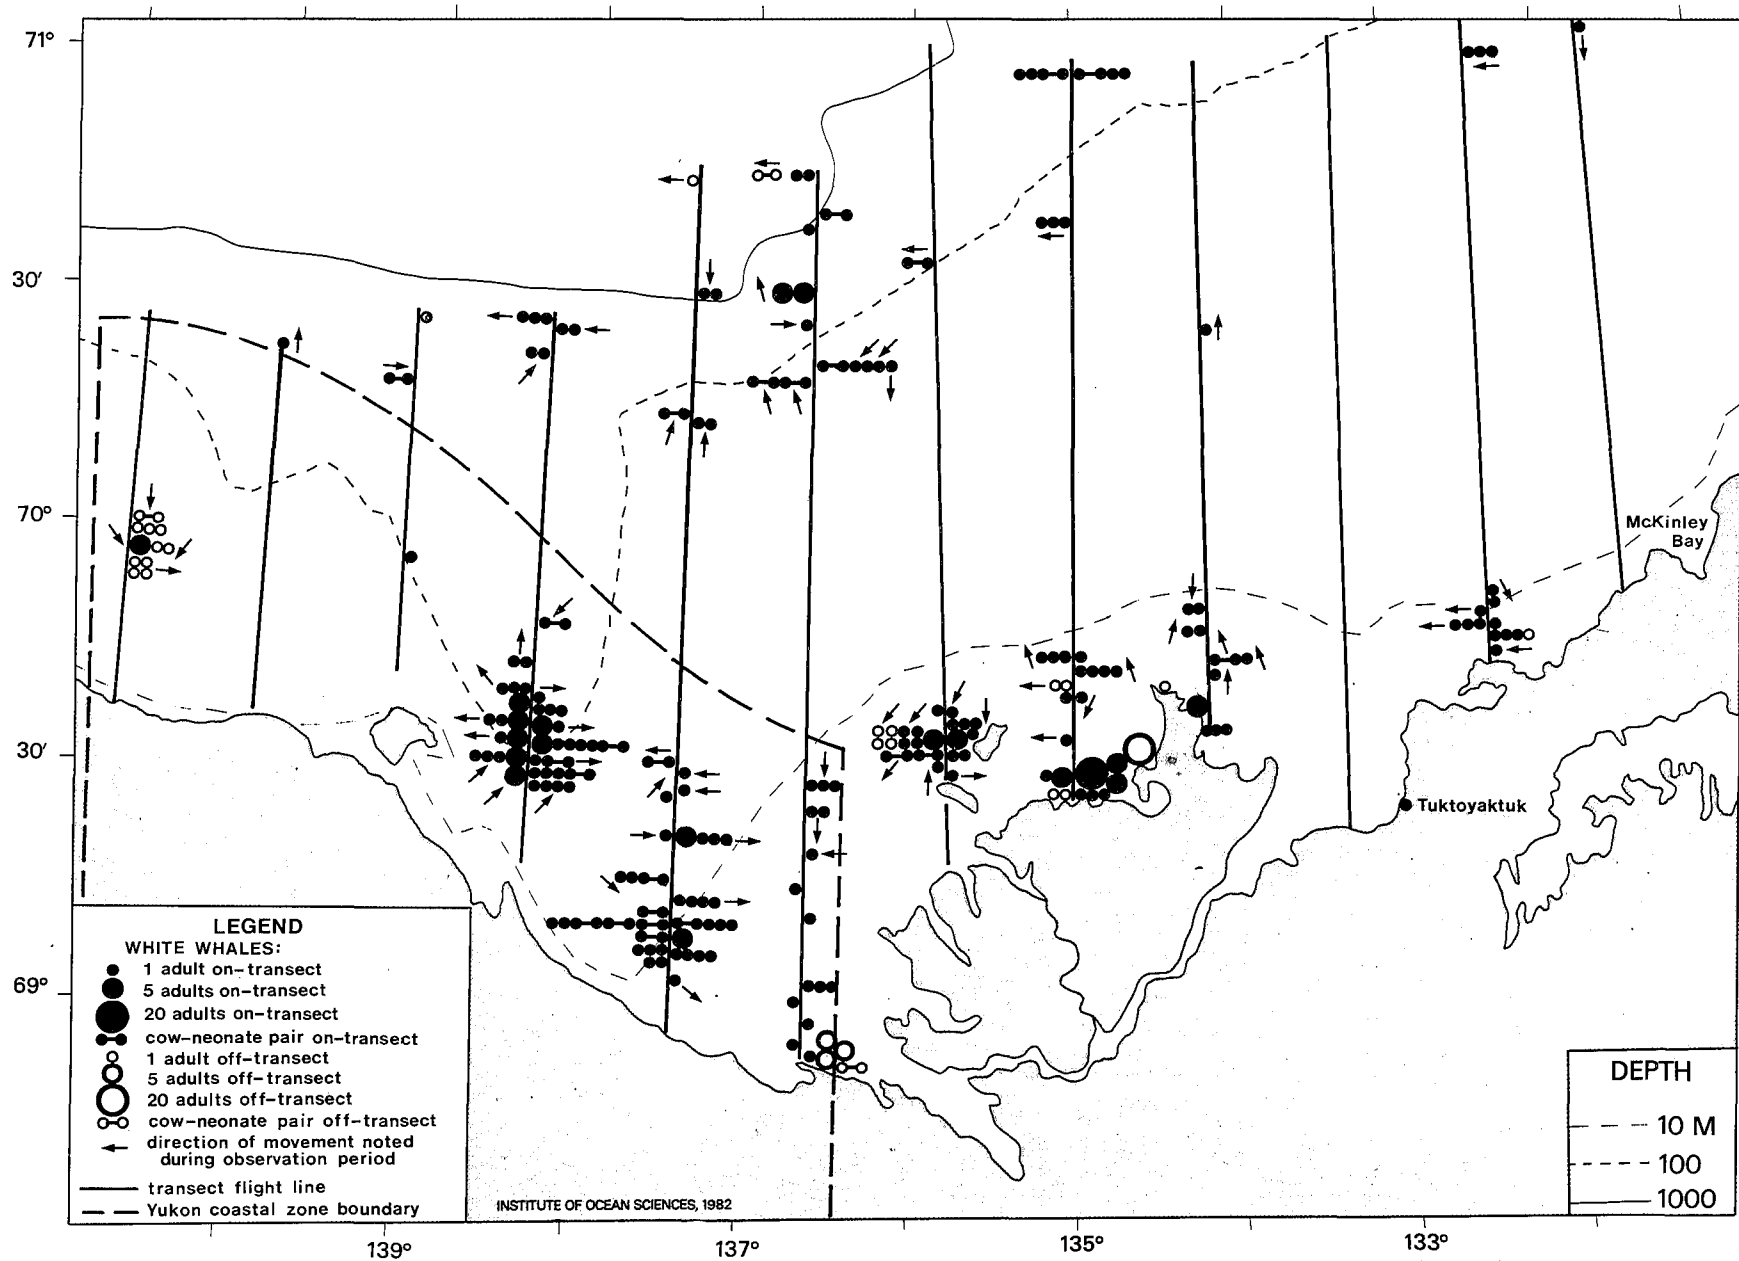 71°
30′
70°
30′
69°
McKinley
Bay
Tuktoyaktuk
LEGEND
WHITE WHALES:
1 adult on-transect
5 adults on-transect
20 adults on-transect
cow-neonate pair on-transect
1 adult off-transect
5 adults off-transect
20 adults off-transect
cow-neonate pair off-transect
direction of movement noted
during observation period
transect flight line
Yukon coastal zone boundary
INSTITUTE OF OCEAN SCIENCES, 1982
DEPTH
10 M
100
1000
139°
137°
135°
133°